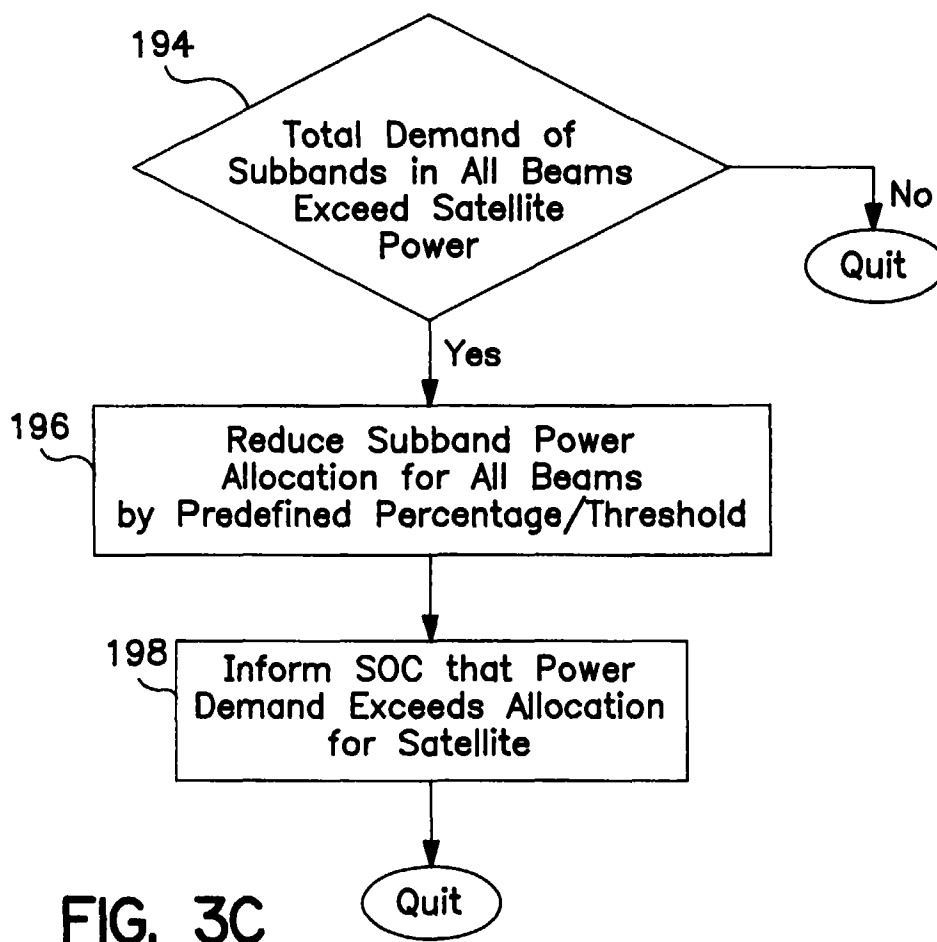 194
Total Demand of
Subbands in All Beams
Exceed Satellite
Power
No
Quit
Yes
196
Reduce Subband Power
Allocation for All Beams
by Predefined Percentage/Threshold
198
Inform SOC that Power
Demand Exceeds Allocation
for Satellite
Quit
FIG. 3C